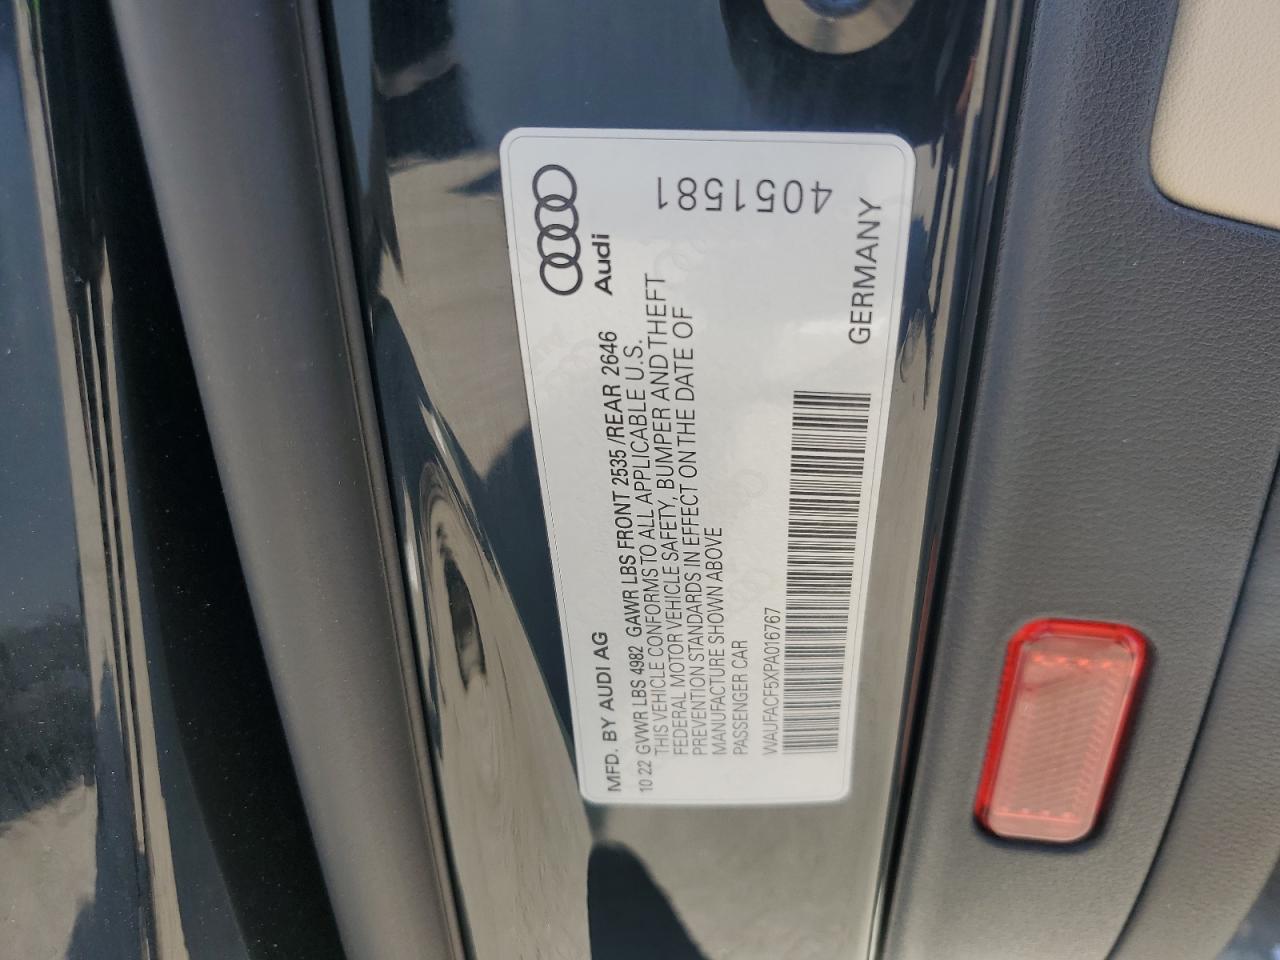 Audi
MFD. BY AUDI AG
10 22 GVWR LBS 4982 GAWR LBS FRONT 2535 /REAR 2646
THIS VEHICLE CONFORMS TO ALL APPLICABLE U.S.
FEDERAL MOTOR VEHICLE SAFETY, BUMPER AND THEFT
PREVENTION STANDARDS IN EFFECT ON THE DATE OF
MANUFACTURE SHOWN ABOVE
PASSENGER CAR
WAUFACF5XPA016767
GERMANY
4051581